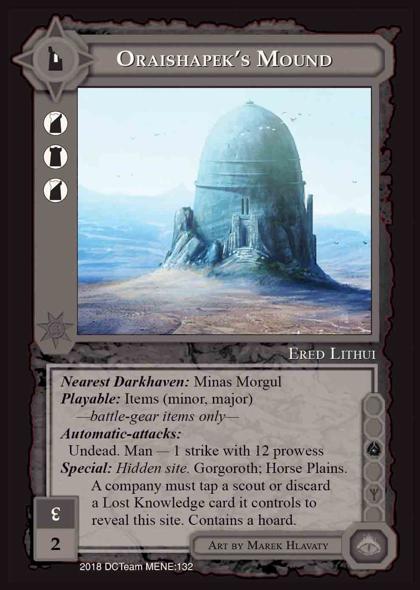 Oraishapek's Mound
Ered Lithui
Nearest Darkhaven: Minas Morgul
Playable: Items (minor, major)
—battle-gear items only—
Automatic-attacks:
Undead. Man — 1 strike with 12 prowess
Special: Hidden site. Gorgoroth; Horse Plains.
A company must tap a scout or discard
a Lost Knowledge card it controls to
reveal this site. Contains a hoard.
ε
2
Art by Marek Hlavaty
2018 DCTeam MENE:132